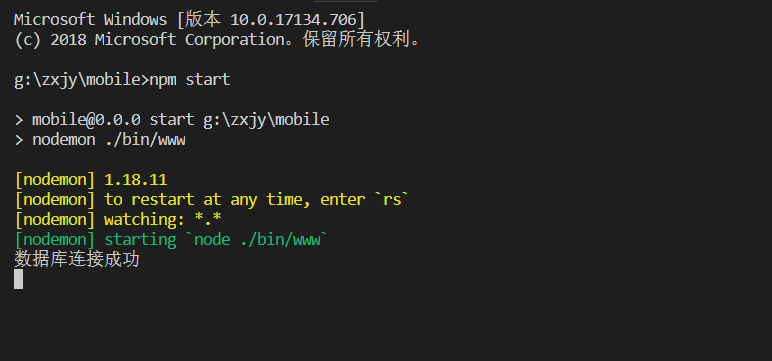 Microsoft Windows [版本 10.0.17134.706]
(c) 2018 Microsoft Corporation。保留所有权利。
g:\zxjy\mobile>npm start
> mobile@0.0.0 start g:\zxjy\mobile
> nodemon ./bin/www
[nodemon] 1.18.11
[nodemon] to restart at any time, enter `rs`
[nodemon] watching: *.*
[nodemon] starting `node ./bin/www`
数据库连接成功